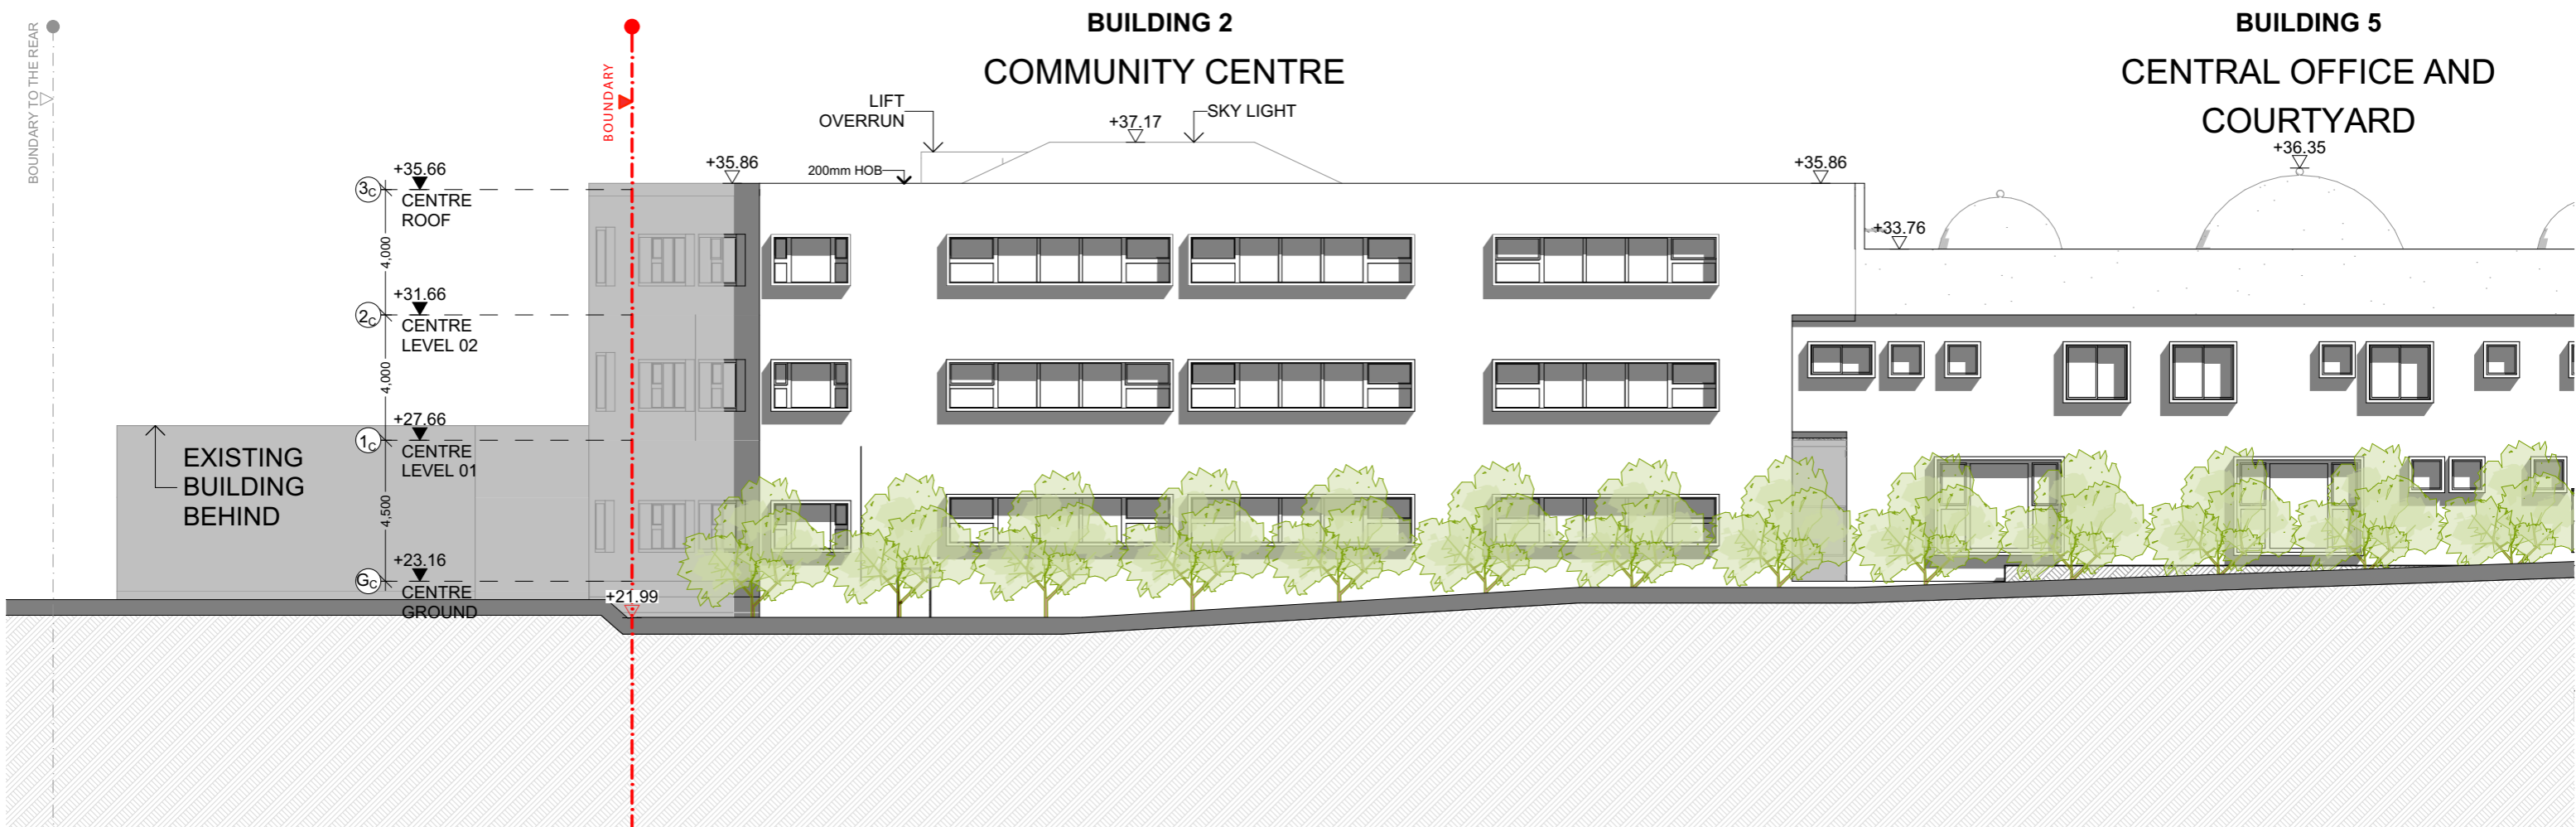 BOUNDARY TO THE REAR
BOUNDARY
BUILDING 2
COMMUNITY CENTRE
BUILDING 5
CENTRAL OFFICE AND
COURTYARD
LIFT
OVERRUN
+37.17
SKY LIGHT
+36.35
+35.86
200mm HOB
+35.86
+33.76
3C
+35.66
CENTRE
ROOF
4,000
2C
+31.66
CENTRE
LEVEL 02
4,000
1C
+27.66
CENTRE
LEVEL 01
4,500
GC
+23.16
CENTRE
GROUND
EXISTING
BUILDING
BEHIND
+21.99